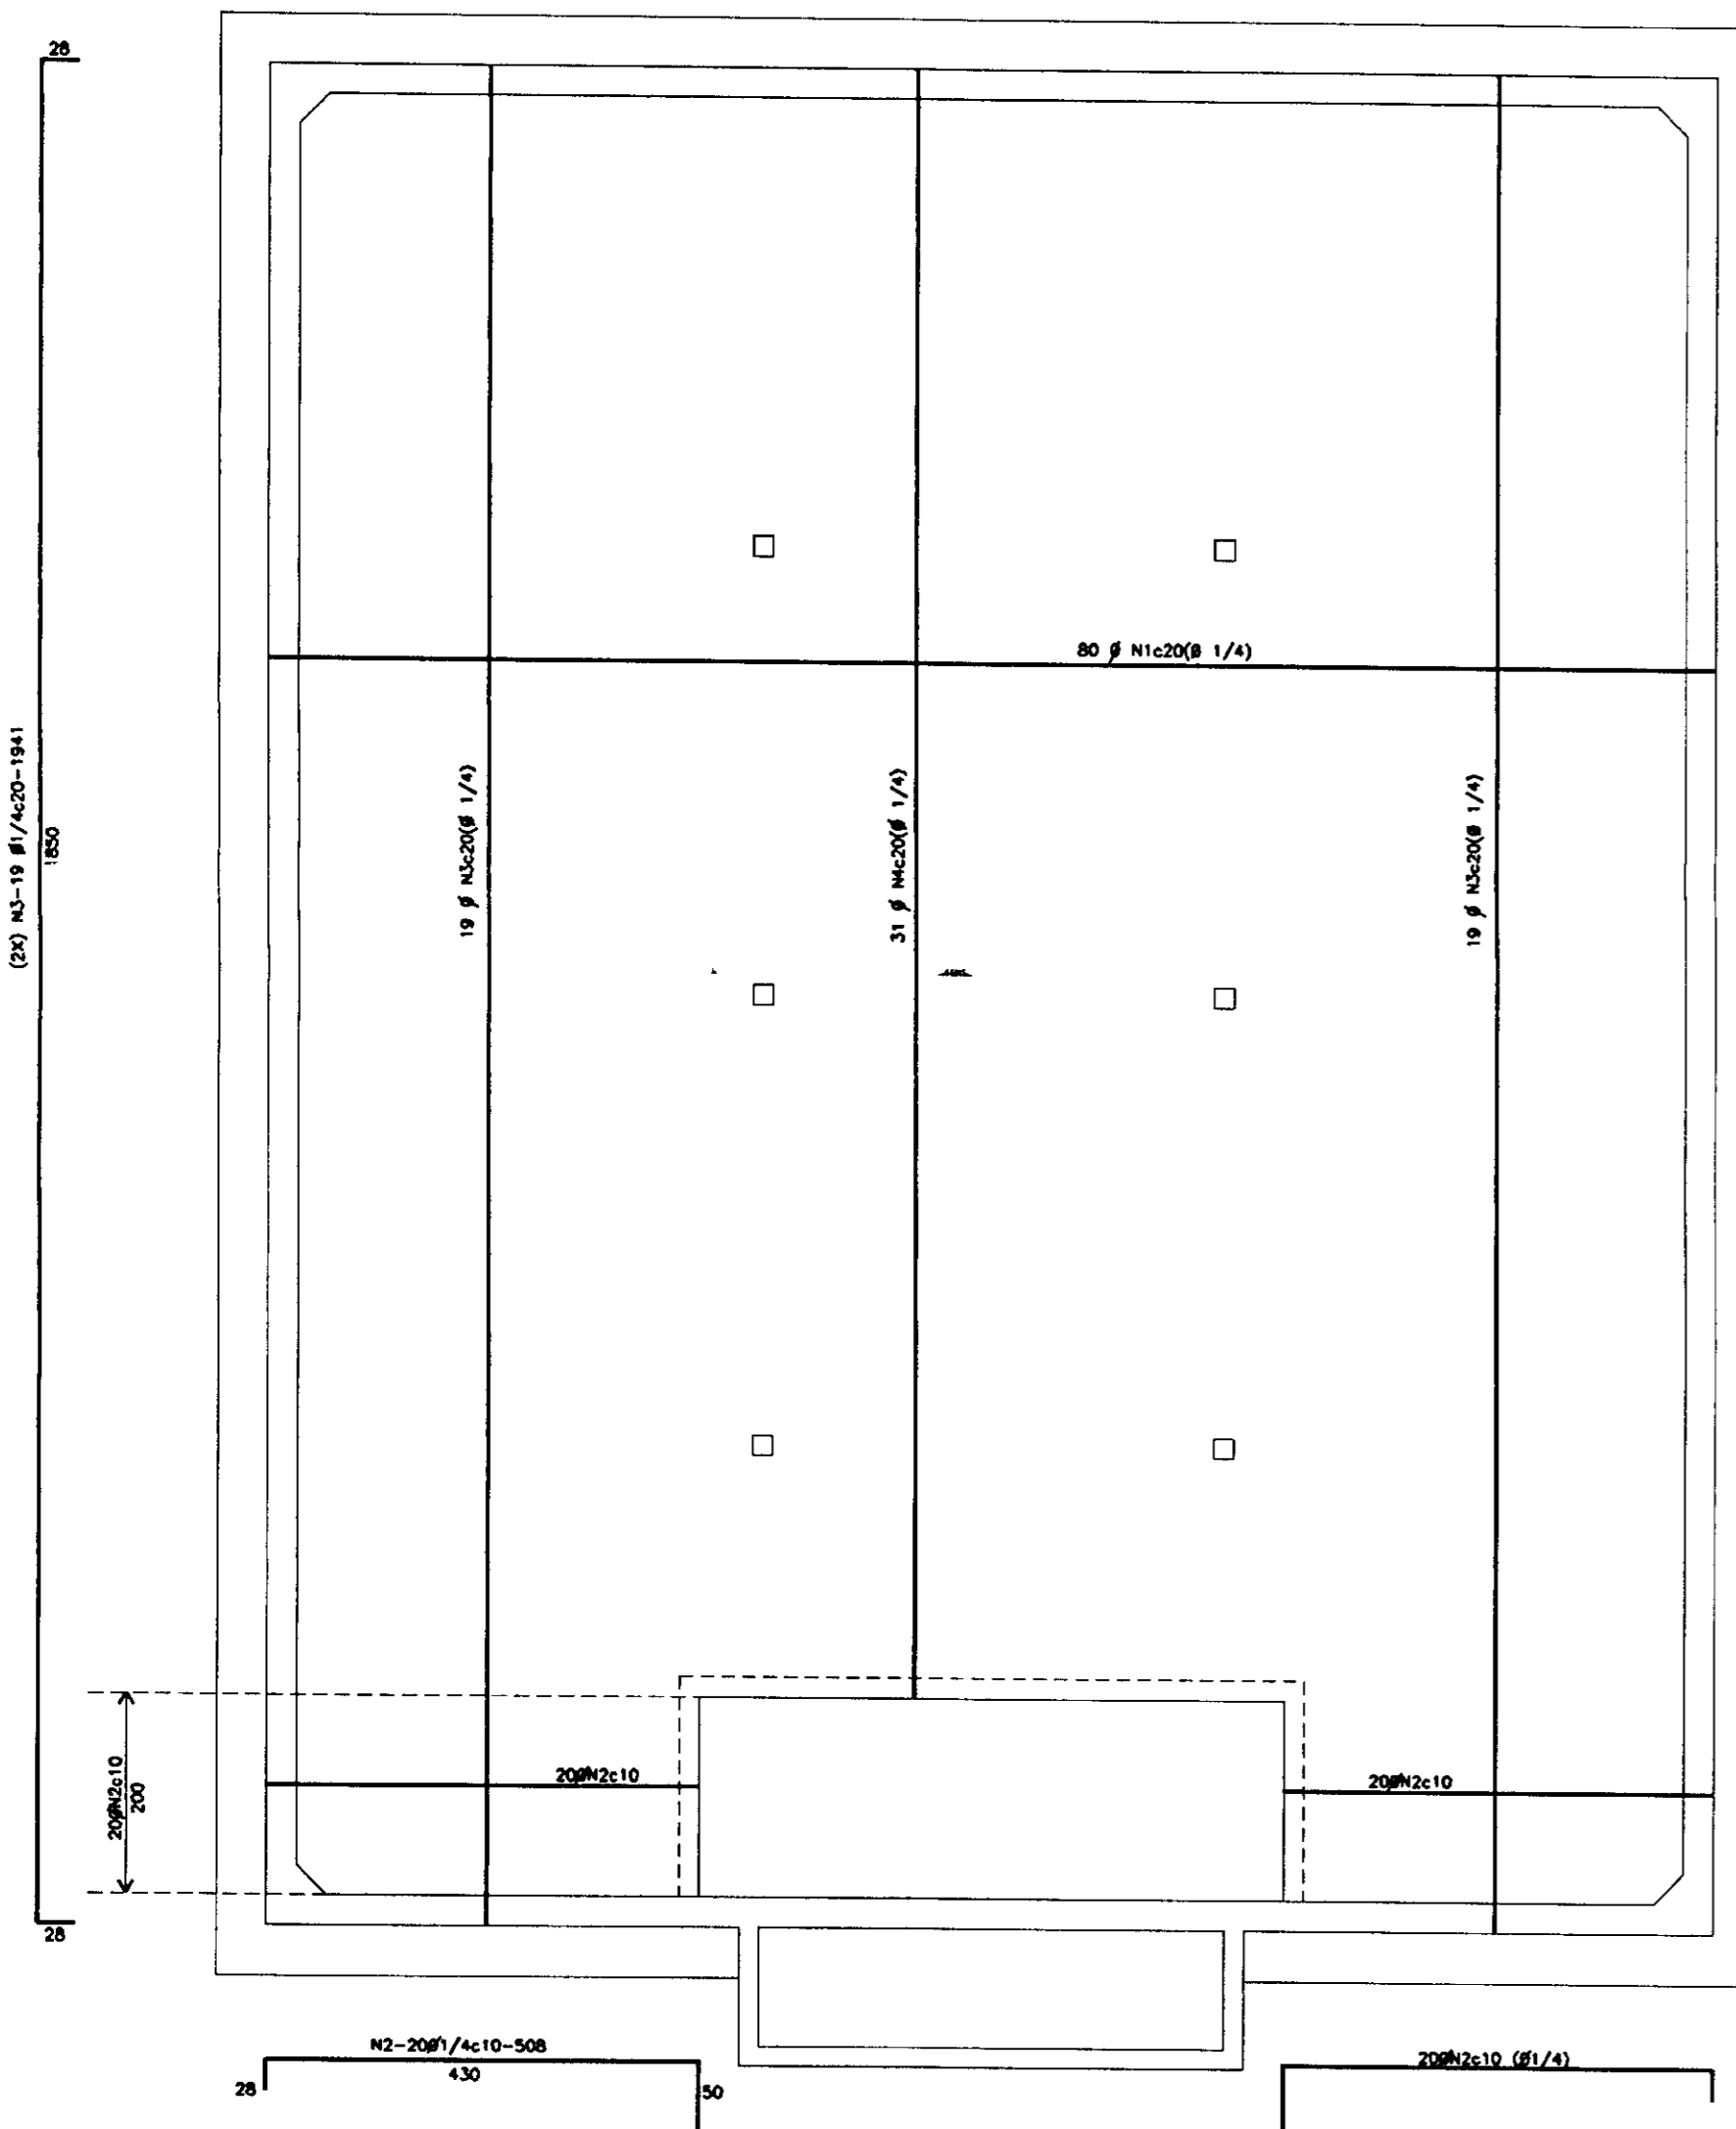 28
80 ø N1c20(ø 1/4)
(2X) N3-19 ø1/4c20-1941
1850
19 ø N3c20(ø 1/4)
31 ø N4c20(ø 1/4)
19 ø N3c20(ø 1/4)
20øN2c10
200
20øN2c10
20øN2c10
28
N2-20ø1/4c10-508
430
28
50
20øN2c10 (ø1/4)